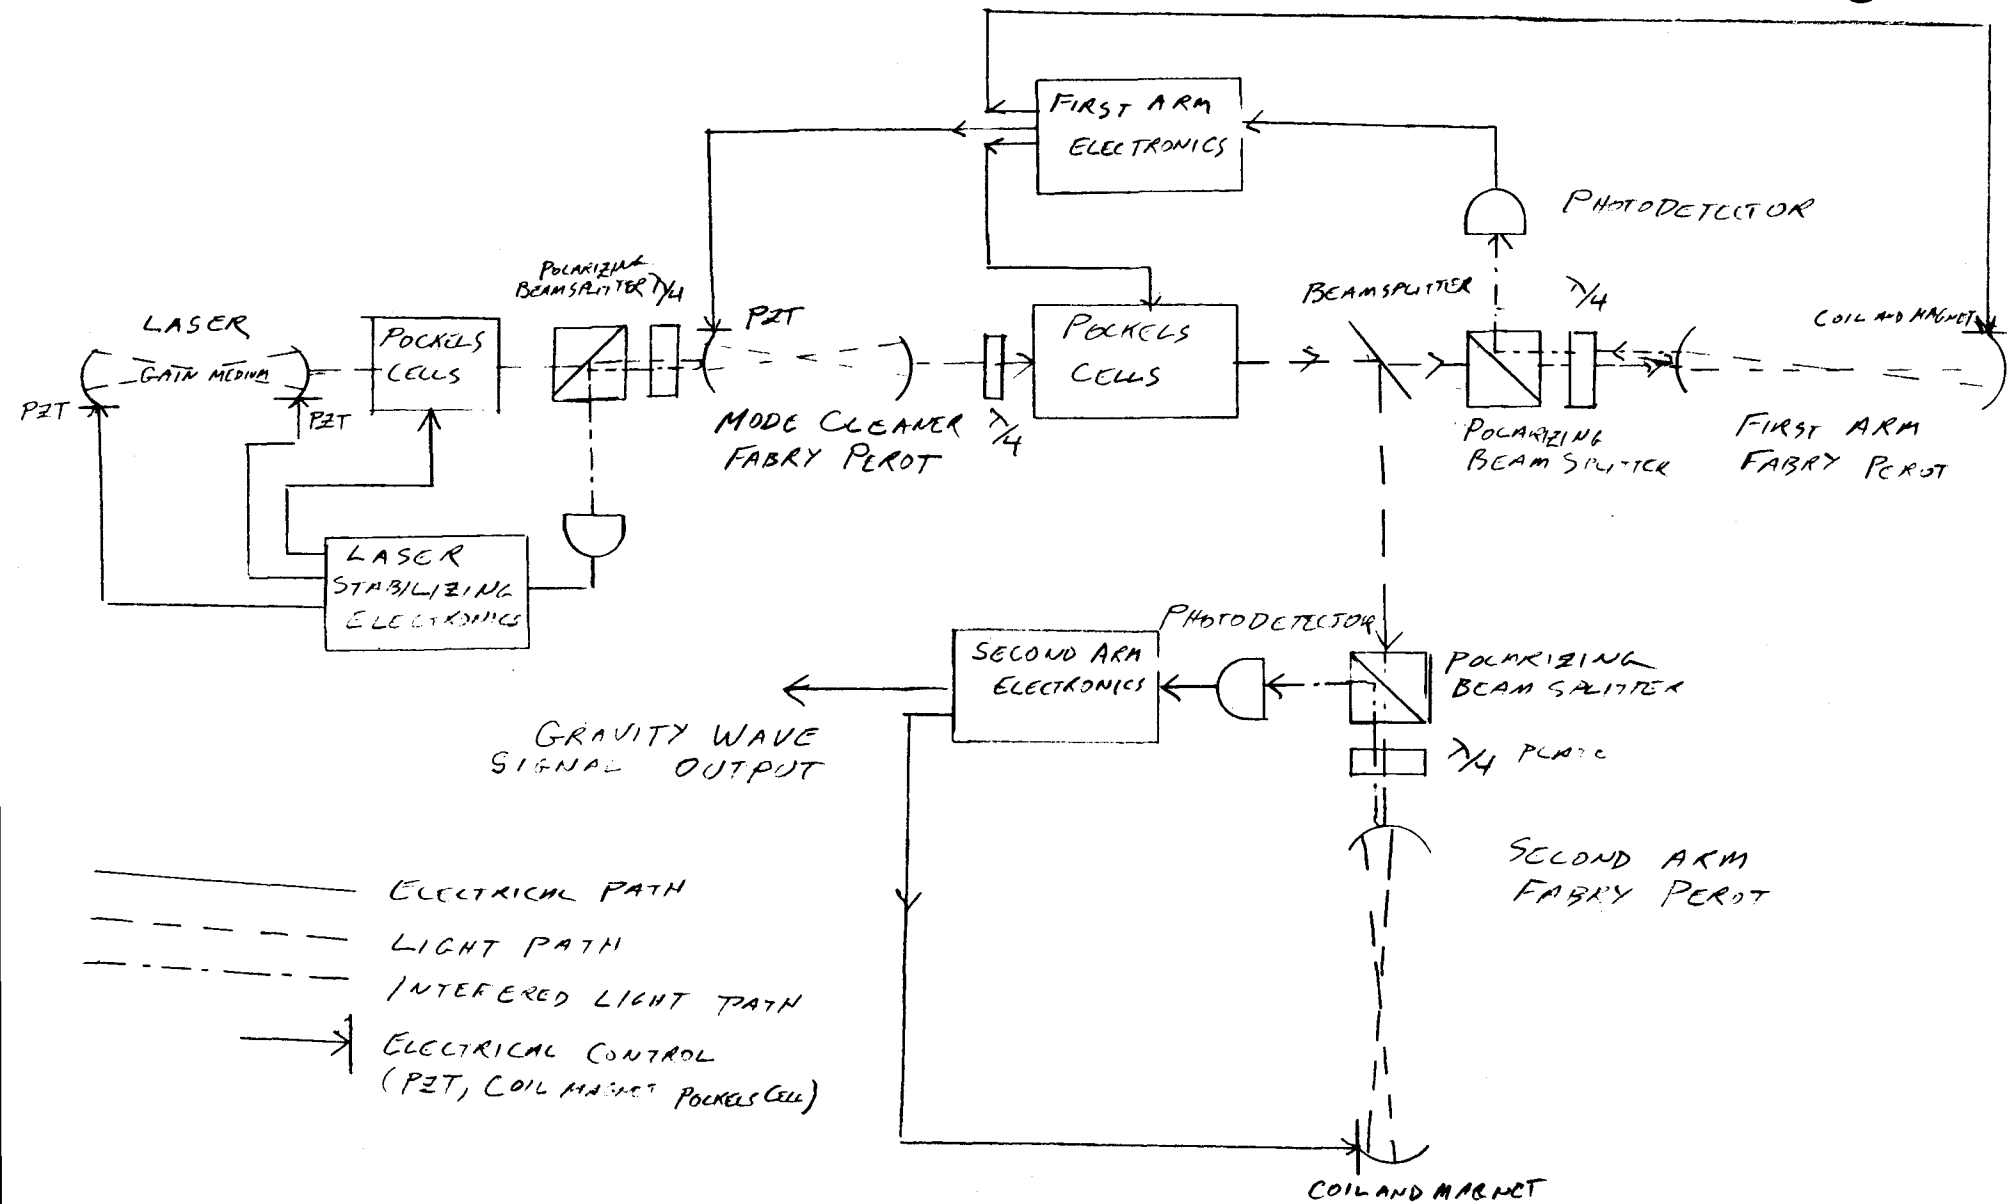 FIRST ARM
ELECTRONICS
PHOTODETECTOR
POLARIZING
BEAMSPLITTER λ/4
PZT
BEAMSPLITTER
λ/4
COIL AND MAGNET
LASER
GAIN MEDIUM
PZT
PZT
POCKELS
CELLS
POCKELS
CELLS
MODE CLEANER
FABRY PEROT
λ/4
POLARIZING
BEAM SPLITTER
FIRST ARM
FABRY PEROT
LASER
STABILIZING
ELECTRONICS
PHOTODETECTOR
SECOND ARM
ELECTRONICS
POLARIZING
BEAM SPLITTER
GRAVITY WAVE
SIGNAL OUTPUT
λ/4 PLATE
SECOND ARM
FABRY PEROT
ELECTRICAL PATH
LIGHT PATH
INTEFERED LIGHT PATH
ELECTRICAL CONTROL
(PZT, COIL MAGNET POCKELS CELL)
COIL AND MAGNET